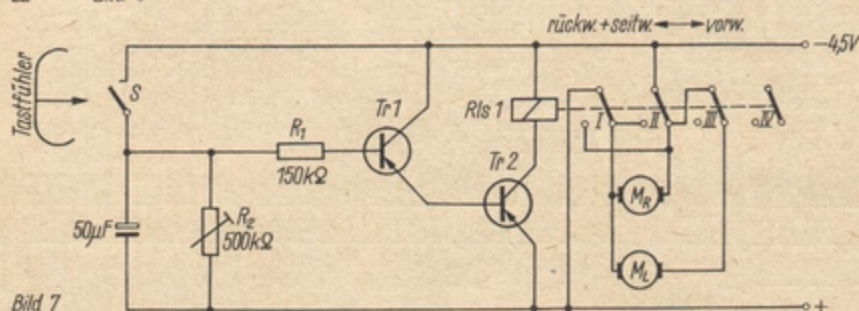 rückw.+seitw. vorw.
−4,5V
Tastfühler
S
Tr1
Rls 1
I II III IV
R1
150kΩ
Tr2
MR
50µF
R2
500kΩ
ML
Bild 7
+